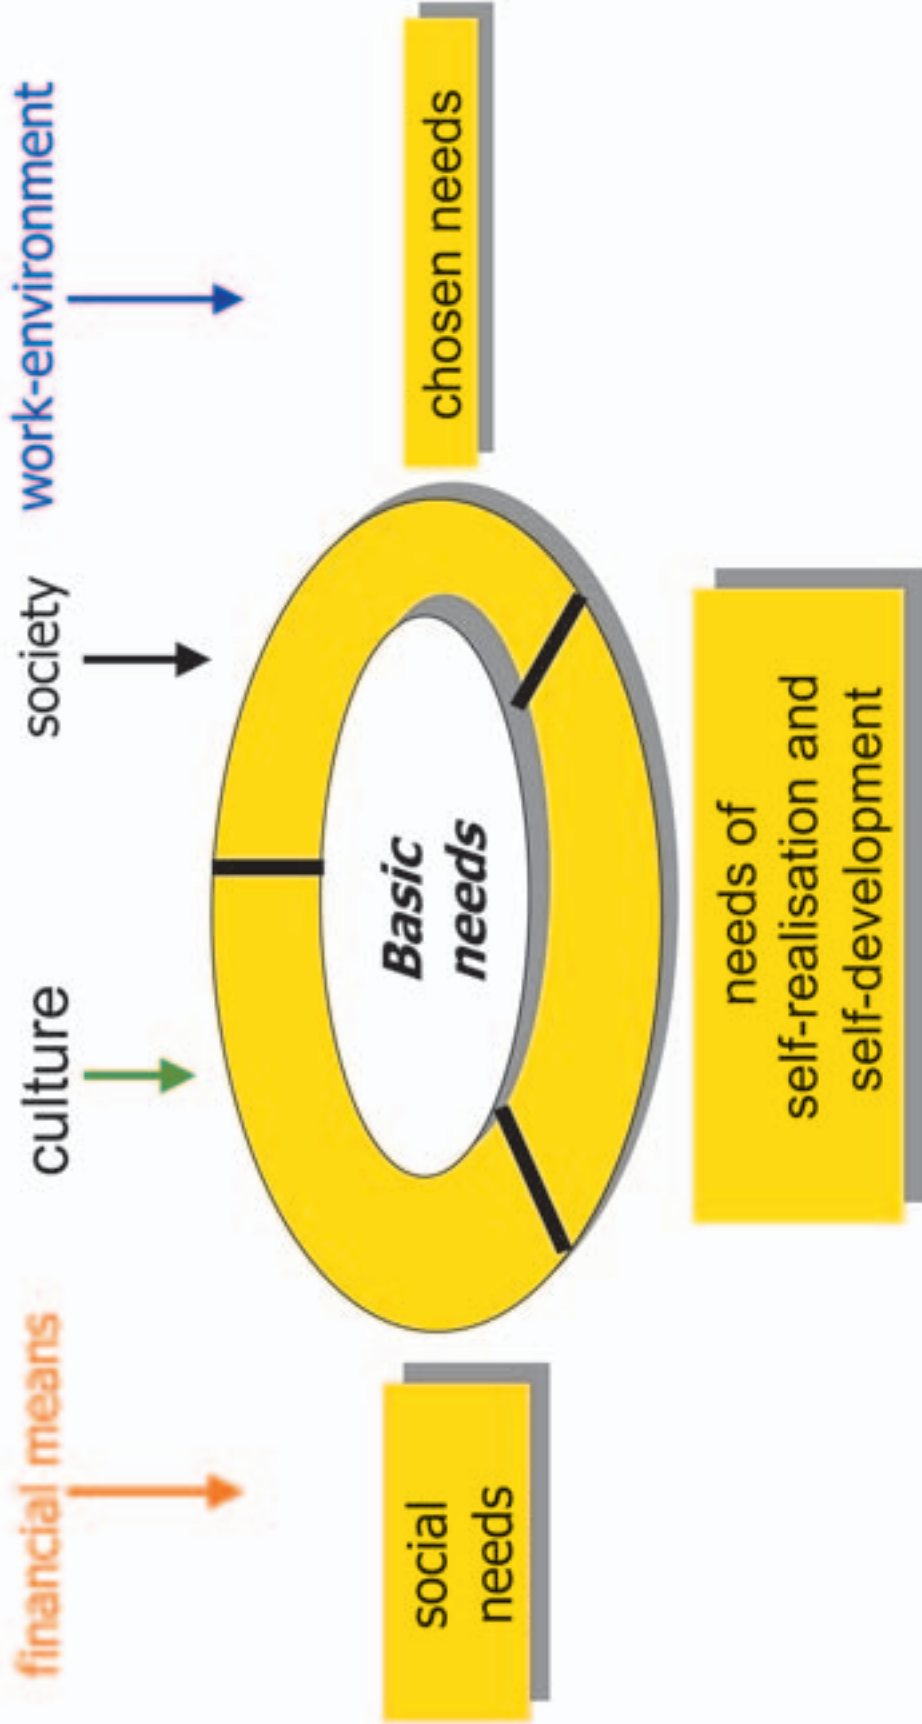 financial means
culture
society
work-environment
social
needs
Basic
needs
chosen needs
needs of
self-realisation and
self-development